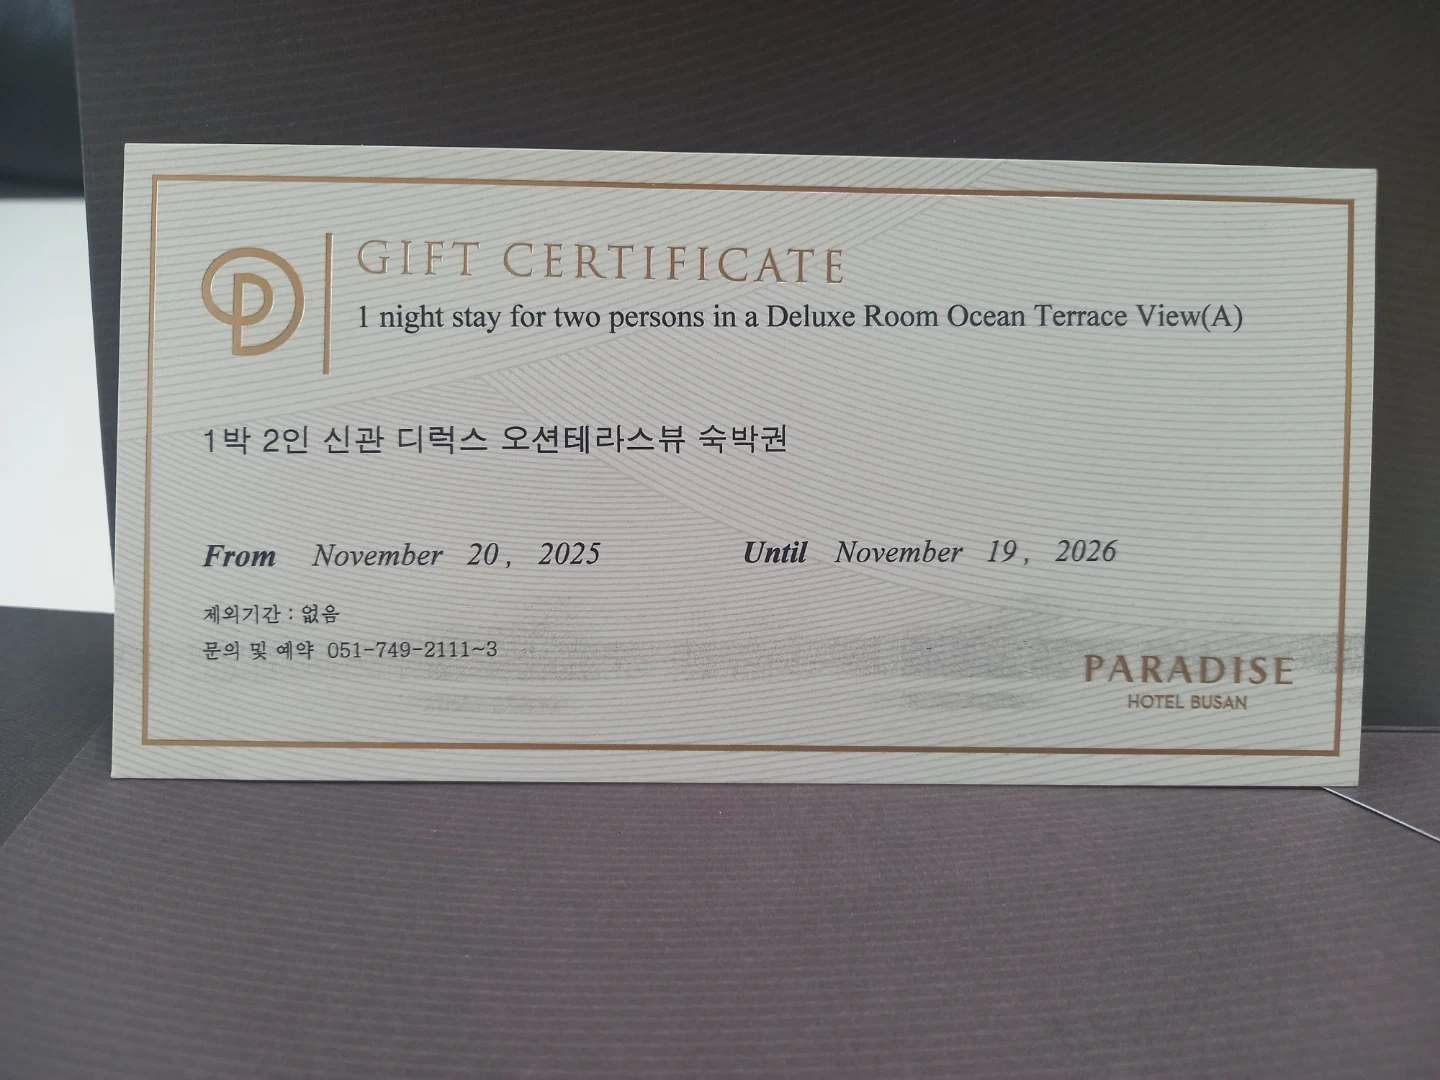 GIFT CERTIFICATE
1 night stay for two persons in a Deluxe Room Ocean Terrace View(A)
1박 2인 신관 디럭스 오션테라스뷰 숙박권
From November 20, 2025 Until November 19, 2026
제외기간 : 없음
문의 및 예약 051-749-2111~3
PARADISE
HOTEL BUSAN